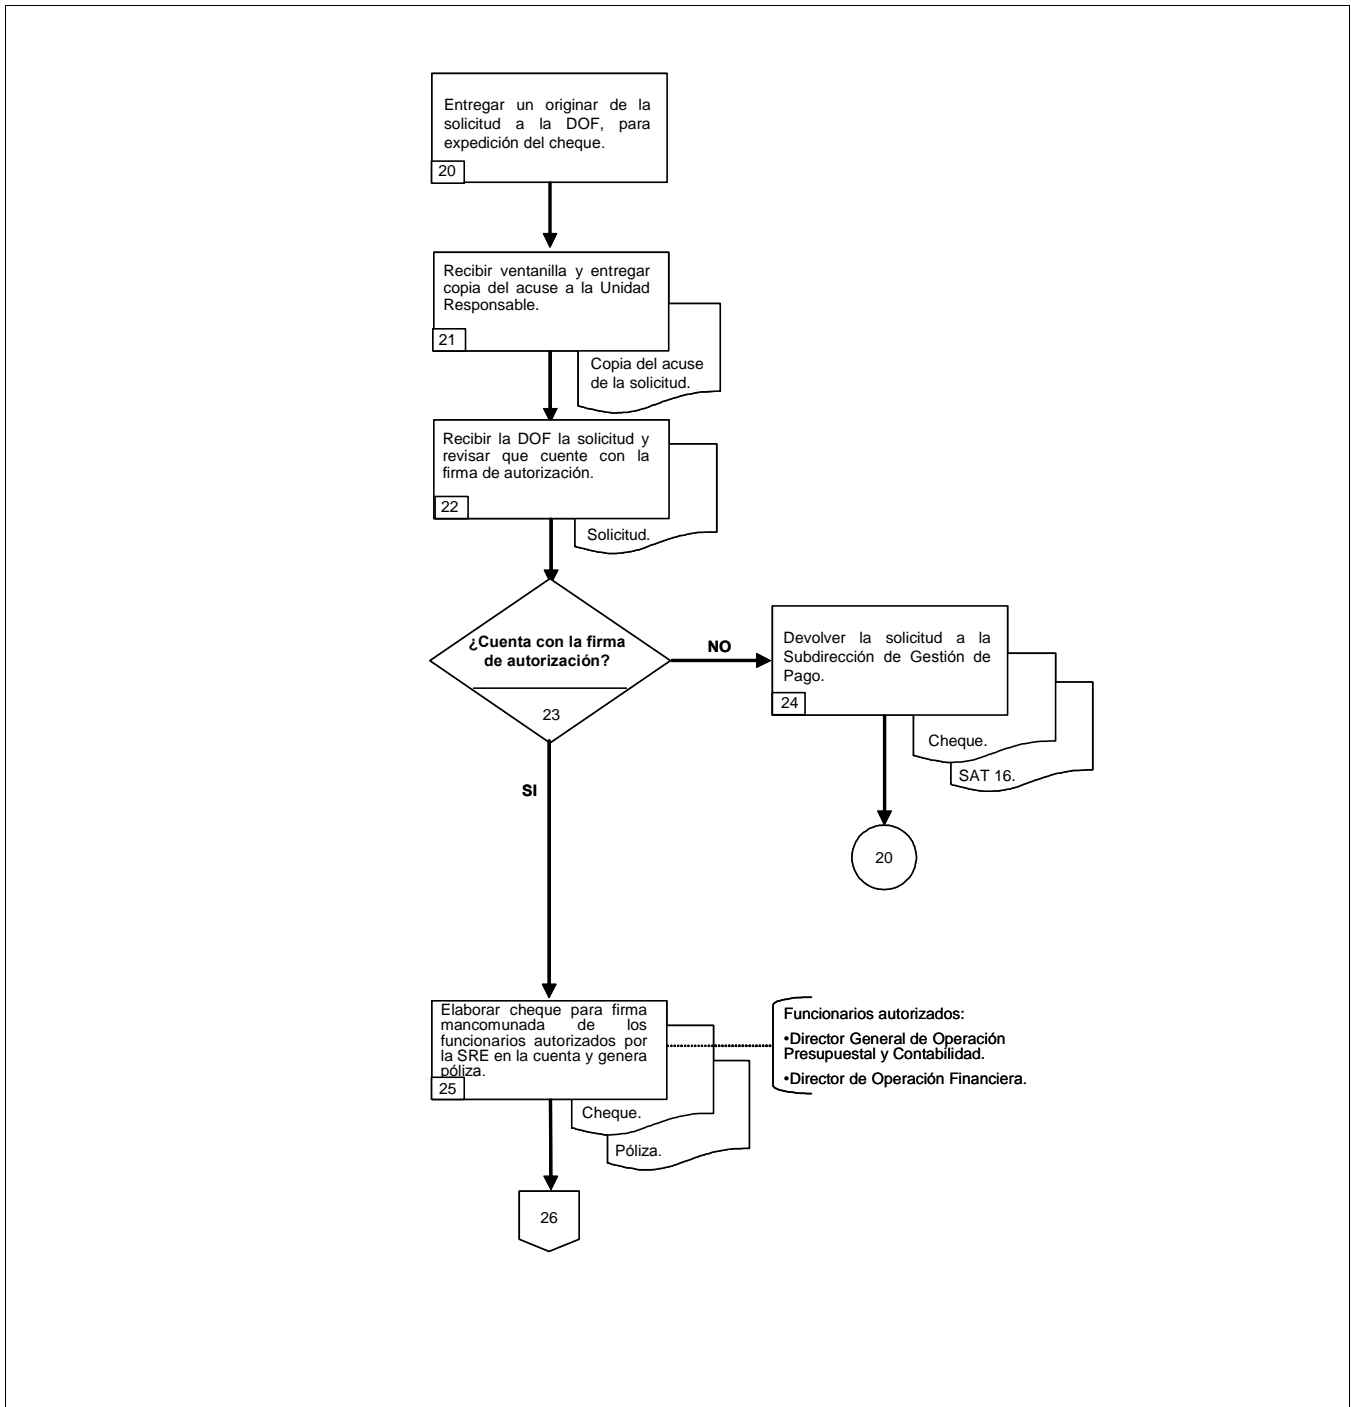 Entregar un originar de la
solicitud a la DOF, para
expedición del cheque.
20
Recibir ventanilla y entregar
copia del acuse a la Unidad
Responsable.
21
Copia del acuse
de la solicitud.
Recibir la DOF la solicitud y
revisar que cuente con la
firma de autorización.
22
Solicitud.
¿Cuenta con la firma
de autorización?
23
NO
Devolver la solicitud a la
Subdirección de Gestión de
Pago.
24
Cheque.
SAT 16.
20
SI
Elaborar cheque para firma
mancomunada de los
funcionarios autorizados por
la SRE en la cuenta y genera
póliza.
25
Cheque.
Póliza.
Funcionarios autorizados:
•Director General de Operación
Presupuestal y Contabilidad.
•Director de Operación Financiera.
26